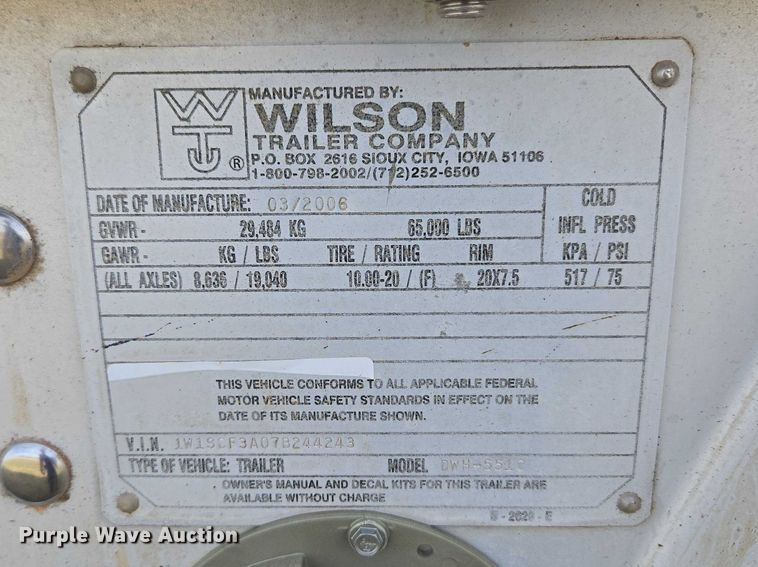 WTJ ®
MANUFACTURED BY:
WILSON
TRAILER COMPANY
P.O. BOX 2616 SIOUX CITY, IOWA 51106
1-800-798-2002/(712)252-6500
DATE OF MANUFACTURE: 03/2006 COLD
GVWR - 29,484 KG 65,000 LBS INFL PRESS
GAWR - KG / LBS TIRE / RATING RIM KPA / PSI
(ALL AXLES) 8,636 / 19,040 10.00-20 / (F) 20X7.5 517 / 75
THIS VEHICLE CONFORMS TO ALL APPLICABLE FEDERAL
MOTOR VEHICLE SAFETY STANDARDS IN EFFECT ON THE
DATE OF ITS MANUFACTURE SHOWN.
V.I.N.
TYPE OF VEHICLE: TRAILER MODEL
OWNER'S MANUAL AND DECAL KITS FOR THIS TRAILER ARE
AVAILABLE WITHOUT CHARGE
Purple Wave Auction